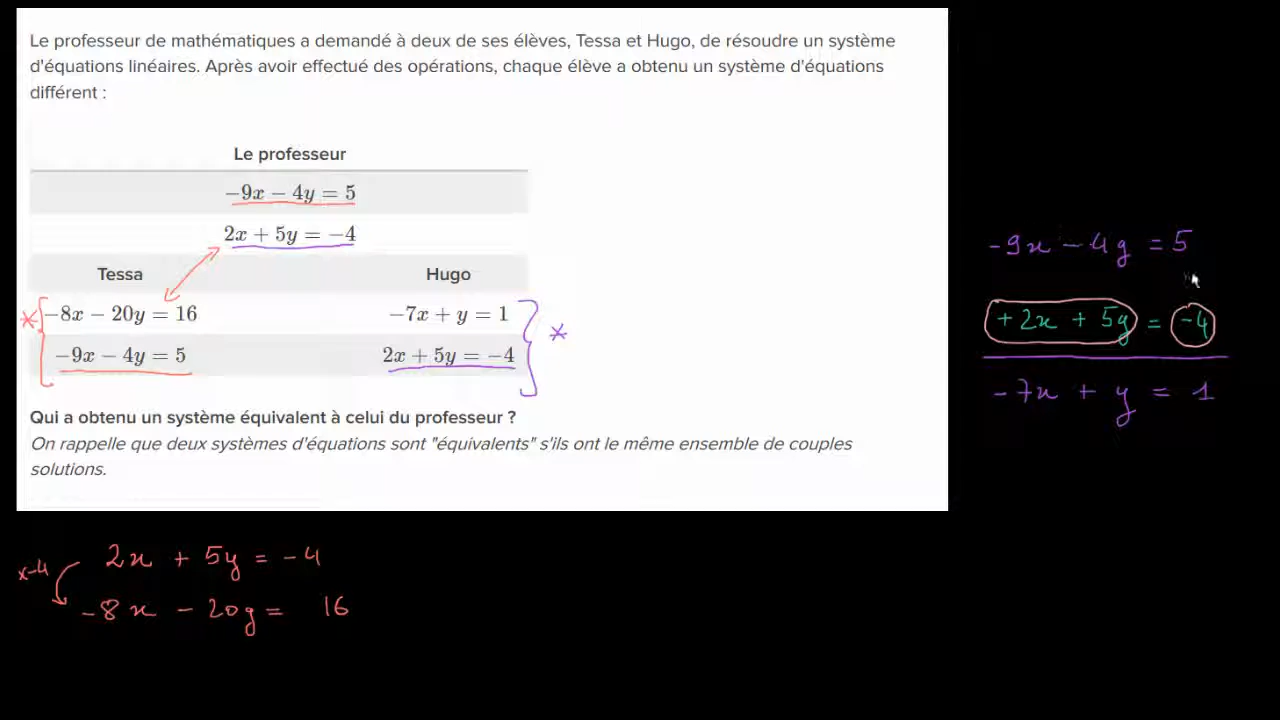 Le professeur de mathématiques a demandé à deux de ses élèves, Tessa et Hugo, de résoudre un système
d'équations linéaires. Après avoir effectué des opérations, chaque élève a obtenu un système d'équations
différent :
Le professeur
−9x − 4y = 5
2x + 5y = −4
Tessa Hugo
* −8x − 20y = 16 −7x + y = 1 *
−9x − 4y = 5 2x + 5y = −4
Qui a obtenu un système équivalent à celui du professeur ?
On rappelle que deux systèmes d'équations sont "équivalents" s'ils ont le même ensemble de couples
solutions.
-9x - 4y = 5
+2x + 5y = -4
-7x + y = 1
x-4 2x + 5y = -4
-8x - 20y = 16